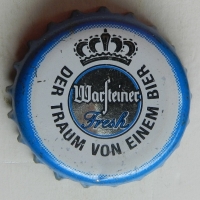 Warsteiner
Fresh
DER TRAUM VON EINEM BIER